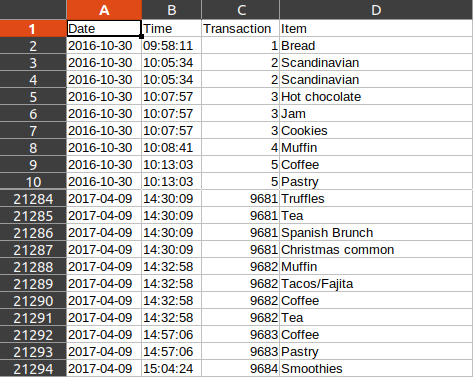 A B C D
1 Date Time Transaction Item
2 2016-10-30 09:58:11 1 Bread
3 2016-10-30 10:05:34 2 Scandinavian
4 2016-10-30 10:05:34 2 Scandinavian
5 2016-10-30 10:07:57 3 Hot chocolate
6 2016-10-30 10:07:57 3 Jam
7 2016-10-30 10:07:57 3 Cookies
8 2016-10-30 10:08:41 4 Muffin
9 2016-10-30 10:13:03 5 Coffee
10 2016-10-30 10:13:03 5 Pastry
21284 2017-04-09 14:30:09 9681 Truffles
21285 2017-04-09 14:30:09 9681 Tea
21286 2017-04-09 14:30:09 9681 Spanish Brunch
21287 2017-04-09 14:30:09 9681 Christmas common
21288 2017-04-09 14:32:58 9682 Muffin
21289 2017-04-09 14:32:58 9682 Tacos/Fajita
21290 2017-04-09 14:32:58 9682 Coffee
21291 2017-04-09 14:32:58 9682 Tea
21292 2017-04-09 14:57:06 9683 Coffee
21293 2017-04-09 14:57:06 9683 Pastry
21294 2017-04-09 15:04:24 9684 Smoothies